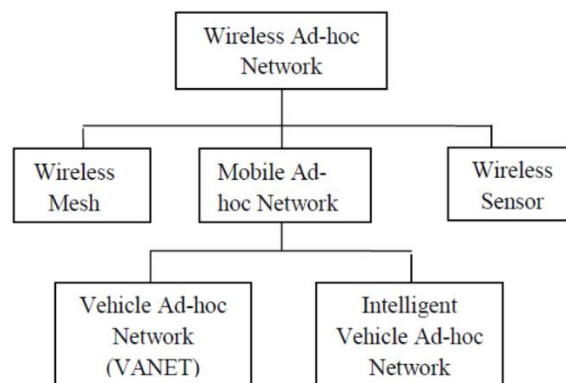 Wireless Ad-hoc
Network
Wireless
Mesh
Mobile Ad-
hoc Network
Wireless
Sensor
Vehicle Ad-hoc
Network
(VANET)
Intelligent
Vehicle Ad-hoc
Network